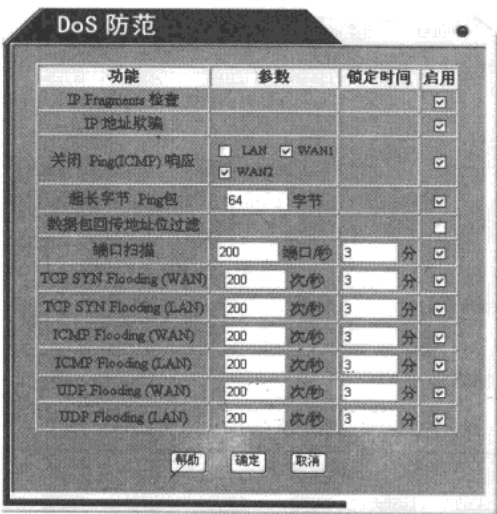 DoS 防范
功能 参数 锁定时间 启用
IP Fragments 检查
IP 地址欺骗
关闭 Ping(ICMP) 响应 LAN WAN1
WAN2
超长字节 Ping包 64 字节
数据包回传地址位过滤
端口扫描 200 端口/秒 3 分
TCP SYN Flooding (WAN) 200 次/秒 3 分
TCP SYN Flooding (LAN) 200 次/秒 3 分
ICMP Flooding (WAN) 200 次/秒 3 分
ICMP Flooding (LAN) 200 次/秒 3 分
UDP Flooding (WAN) 200 次/秒 3 分
UDP Flooding (LAN) 200 次/秒 3 分
帮助 确定 取消